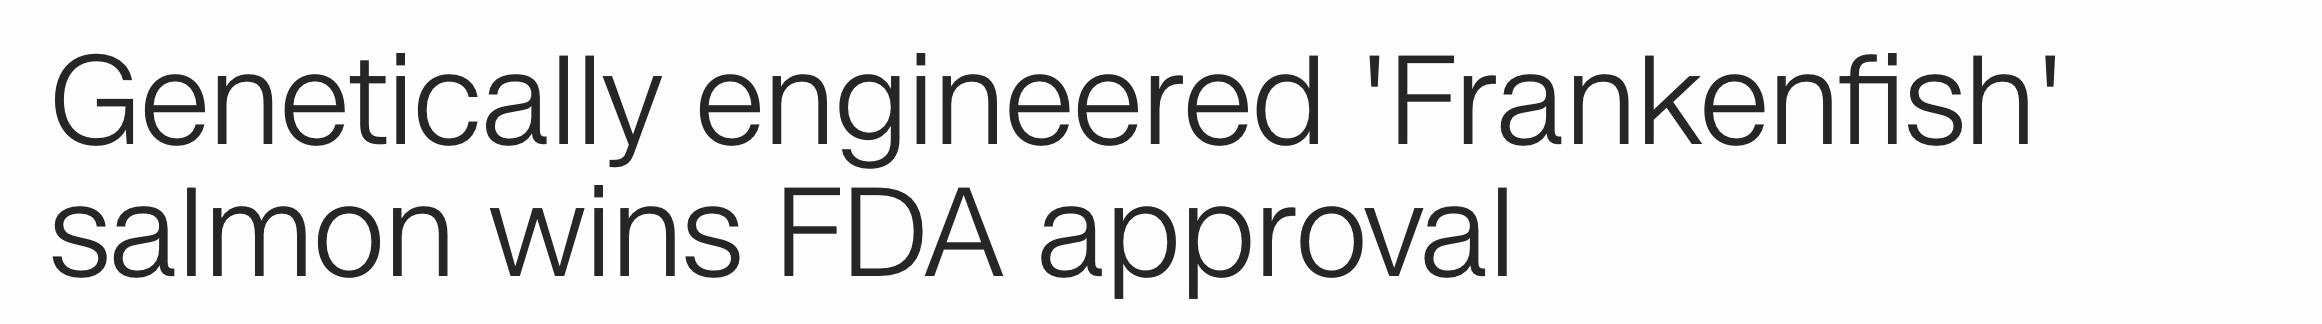 Genetically engineered 'Frankenfish'
salmon wins FDA approval